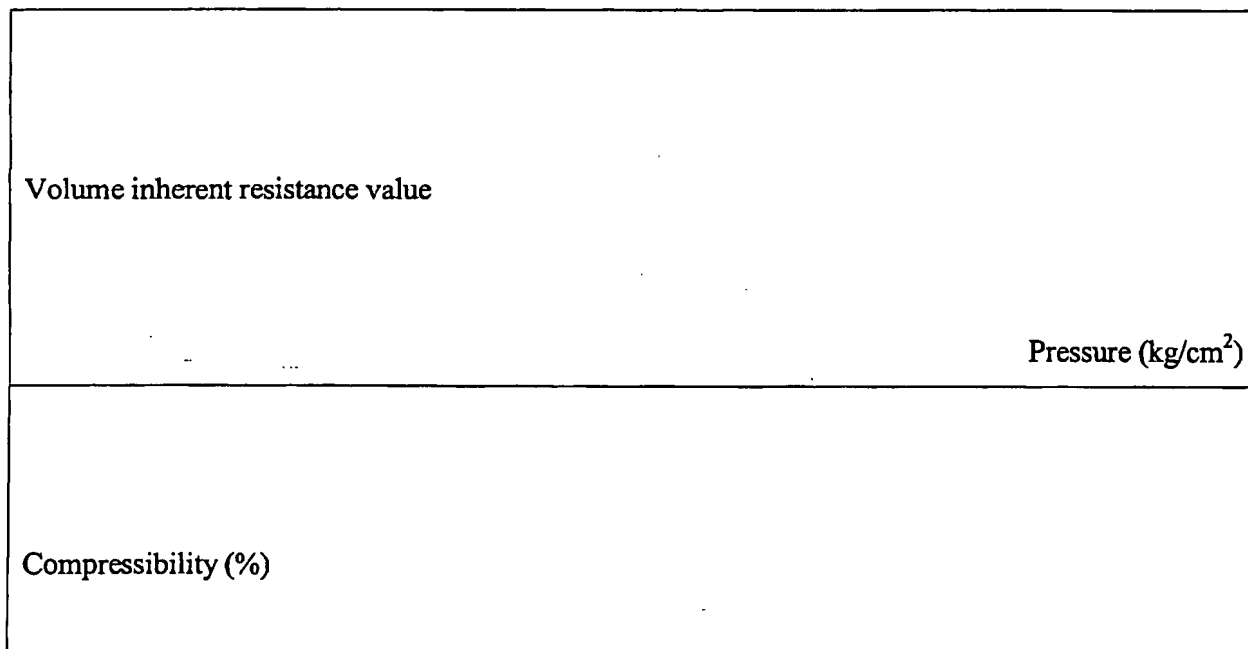 Volume inherent resistance value
Pressure (kg/cm²)
Compressibility (%)